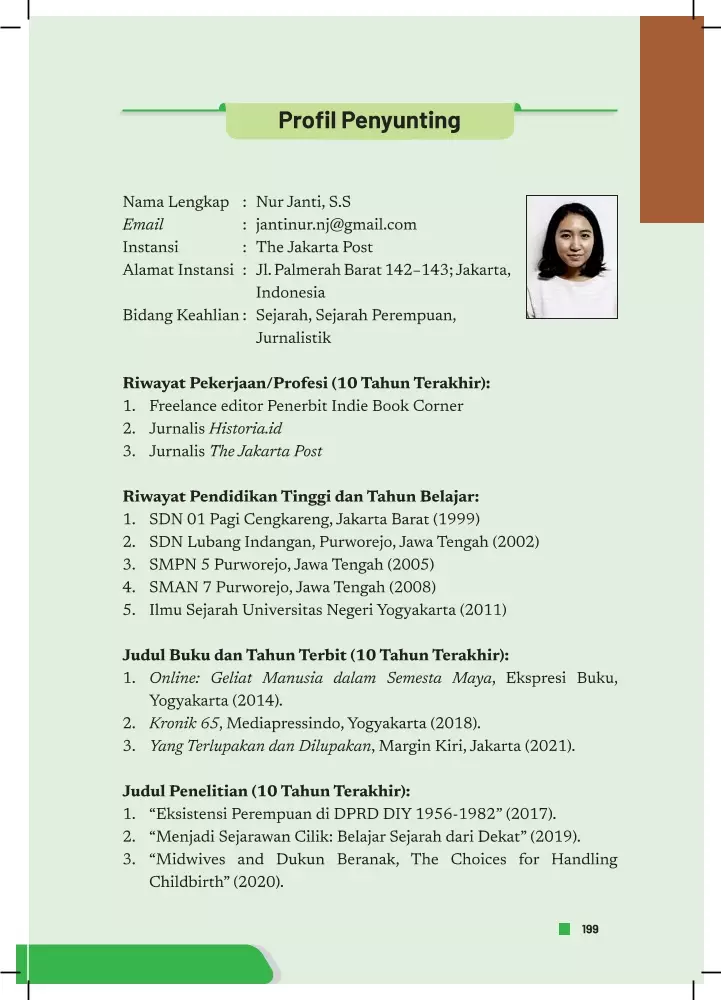 Profil Penyunting
Nama Lengkap : Nur Janti, S.S
Email : jantinur.nj@gmail.com
Instansi : The Jakarta Post
Alamat Instansi : Jl. Palmerah Barat 142–143; Jakarta,
Indonesia
Bidang Keahlian : Sejarah, Sejarah Perempuan,
Jurnalistik
Riwayat Pekerjaan/Profesi (10 Tahun Terakhir):
1. Freelance editor Penerbit Indie Book Corner
2. Jurnalis Historia.id
3. Jurnalis The Jakarta Post
Riwayat Pendidikan Tinggi dan Tahun Belajar:
1. SDN 01 Pagi Cengkareng, Jakarta Barat (1999)
2. SDN Lubang Indangan, Purworejo, Jawa Tengah (2002)
3. SMPN 5 Purworejo, Jawa Tengah (2005)
4. SMAN 7 Purworejo, Jawa Tengah (2008)
5. Ilmu Sejarah Universitas Negeri Yogyakarta (2011)
Judul Buku dan Tahun Terbit (10 Tahun Terakhir):
1. Online: Geliat Manusia dalam Semesta Maya, Ekspresi Buku,
Yogyakarta (2014).
2. Kronik 65, Mediapressindo, Yogyakarta (2018).
3. Yang Terlupakan dan Dilupakan, Margin Kiri, Jakarta (2021).
Judul Penelitian (10 Tahun Terakhir):
1. “Eksistensi Perempuan di DPRD DIY 1956-1982” (2017).
2. “Menjadi Sejarawan Cilik: Belajar Sejarah dari Dekat” (2019).
3. “Midwives and Dukun Beranak, The Choices for Handling
Childbirth” (2020).
199